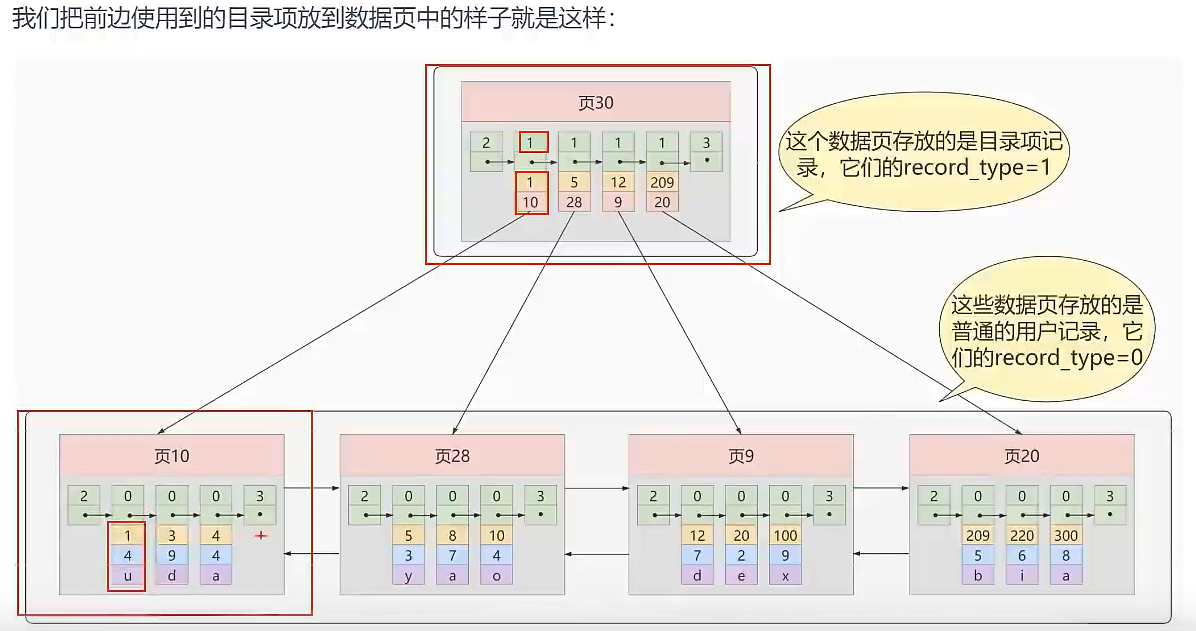 我们把前边使用到的目录项放到数据页中的样子就是这样：
页30
2 1 1 1 1 3
1 5 12 209
10 28 9 20
这个数据页存放的是目录项记
录，它们的record_type=1
这些数据页存放的是
普通的用户记录，它
们的record_type=0
页10
2 0 0 0 3
1 3 4
4 9 4
u d a
页28
2 0 0 0 3
5 8 10
3 7 4
y a o
页9
2 0 0 0 3
12 20 100
7 2 9
d e x
页20
2 0 0 0 3
209 220 300
5 6 8
b i a